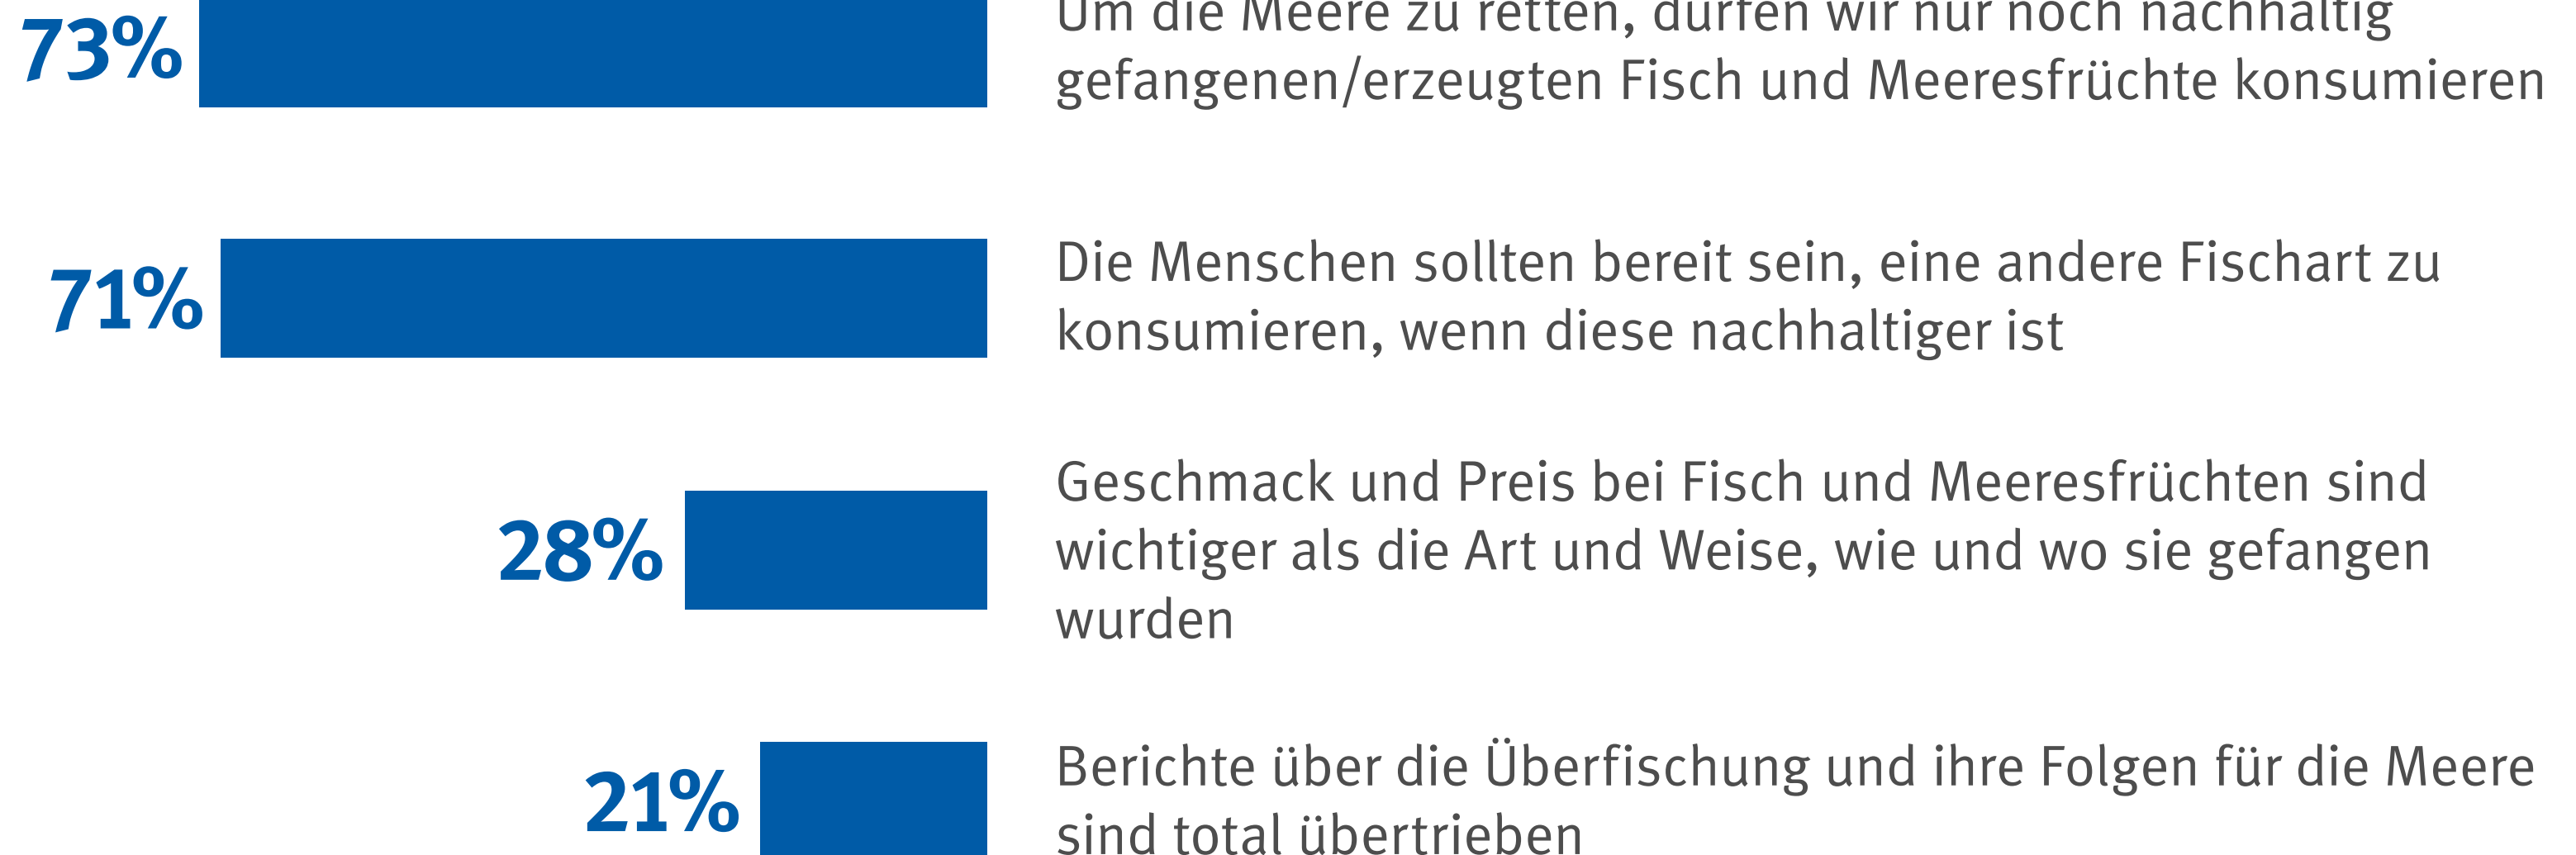 73%
Um die Meere zu retten, dürfen wir nur noch nachhaltig
gefangenen/erzeugten Fisch und Meeresfrüchte konsumieren
71%
Die Menschen sollten bereit sein, eine andere Fischart zu
konsumieren, wenn diese nachhaltiger ist
28%
Geschmack und Preis bei Fisch und Meeresfrüchten sind
wichtiger als die Art und Weise, wie und wo sie gefangen
wurden
21%
Berichte über die Überfischung und ihre Folgen für die Meere
sind total übertrieben